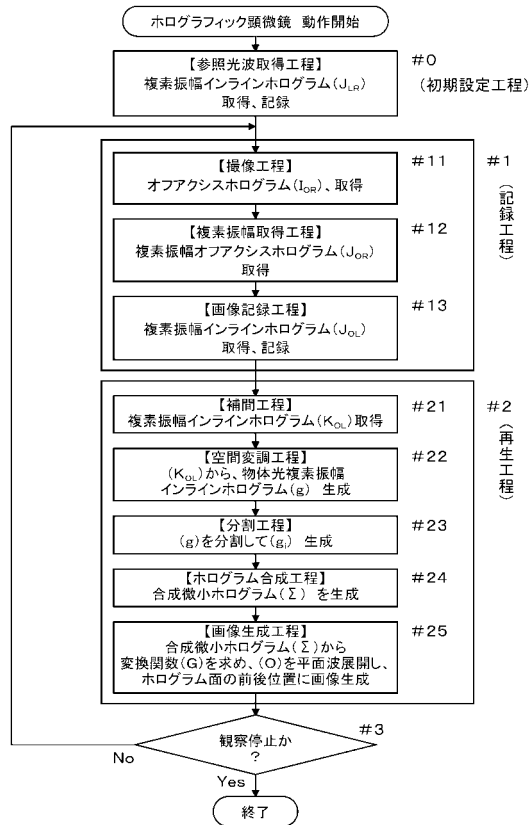 ホログラフィック顕微鏡 動作開始
【参照光波取得工程】
複素振幅インラインホログラム(J_LR)
取得、記録
#0
(初期設定工程)
【撮像工程】
オフアクシスホログラム(I_OR)、取得
#11
#1
(記録工程)
【複素振幅取得工程】
複素振幅オフアクシスホログラム(J_OR)
取得
#12
【画像記録工程】
複素振幅インラインホログラム(J_OL)
取得、記録
#13
【補間工程】
複素振幅インラインホログラム(K_OL)取得
#21
#2
(再生工程)
【空間変調工程】
(K_OL)から、物体光複素振幅
インラインホログラム(g) 生成
#22
【分割工程】
(g)を分割して(g_i) 生成
#23
【ホログラム合成工程】
合成微小ホログラム(Σ) を生成
#24
【画像生成工程】
合成微小ホログラム(Σ)から
変換関数(G)を求め、(O)を平面波展開し、
ホログラム面の前後位置に画像生成
#25
観察停止か
?
#3
No
Yes
終了